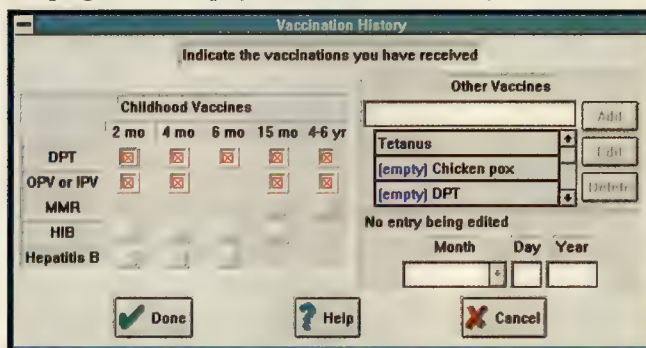 Vaccination History
Indicate the vaccinations you have received
Childhood Vaccines
2 mo 4 mo 6 mo 15 mo 4-6 yr
DPT
OPV or IPV
MMR
HIB
Hepatitis B
Other Vaccines
Add
Tetanus
Edit
[empty] Chicken pox
[empty] DPT
Delete
No entry being edited
Month Day Year
Done
Help
Cancel